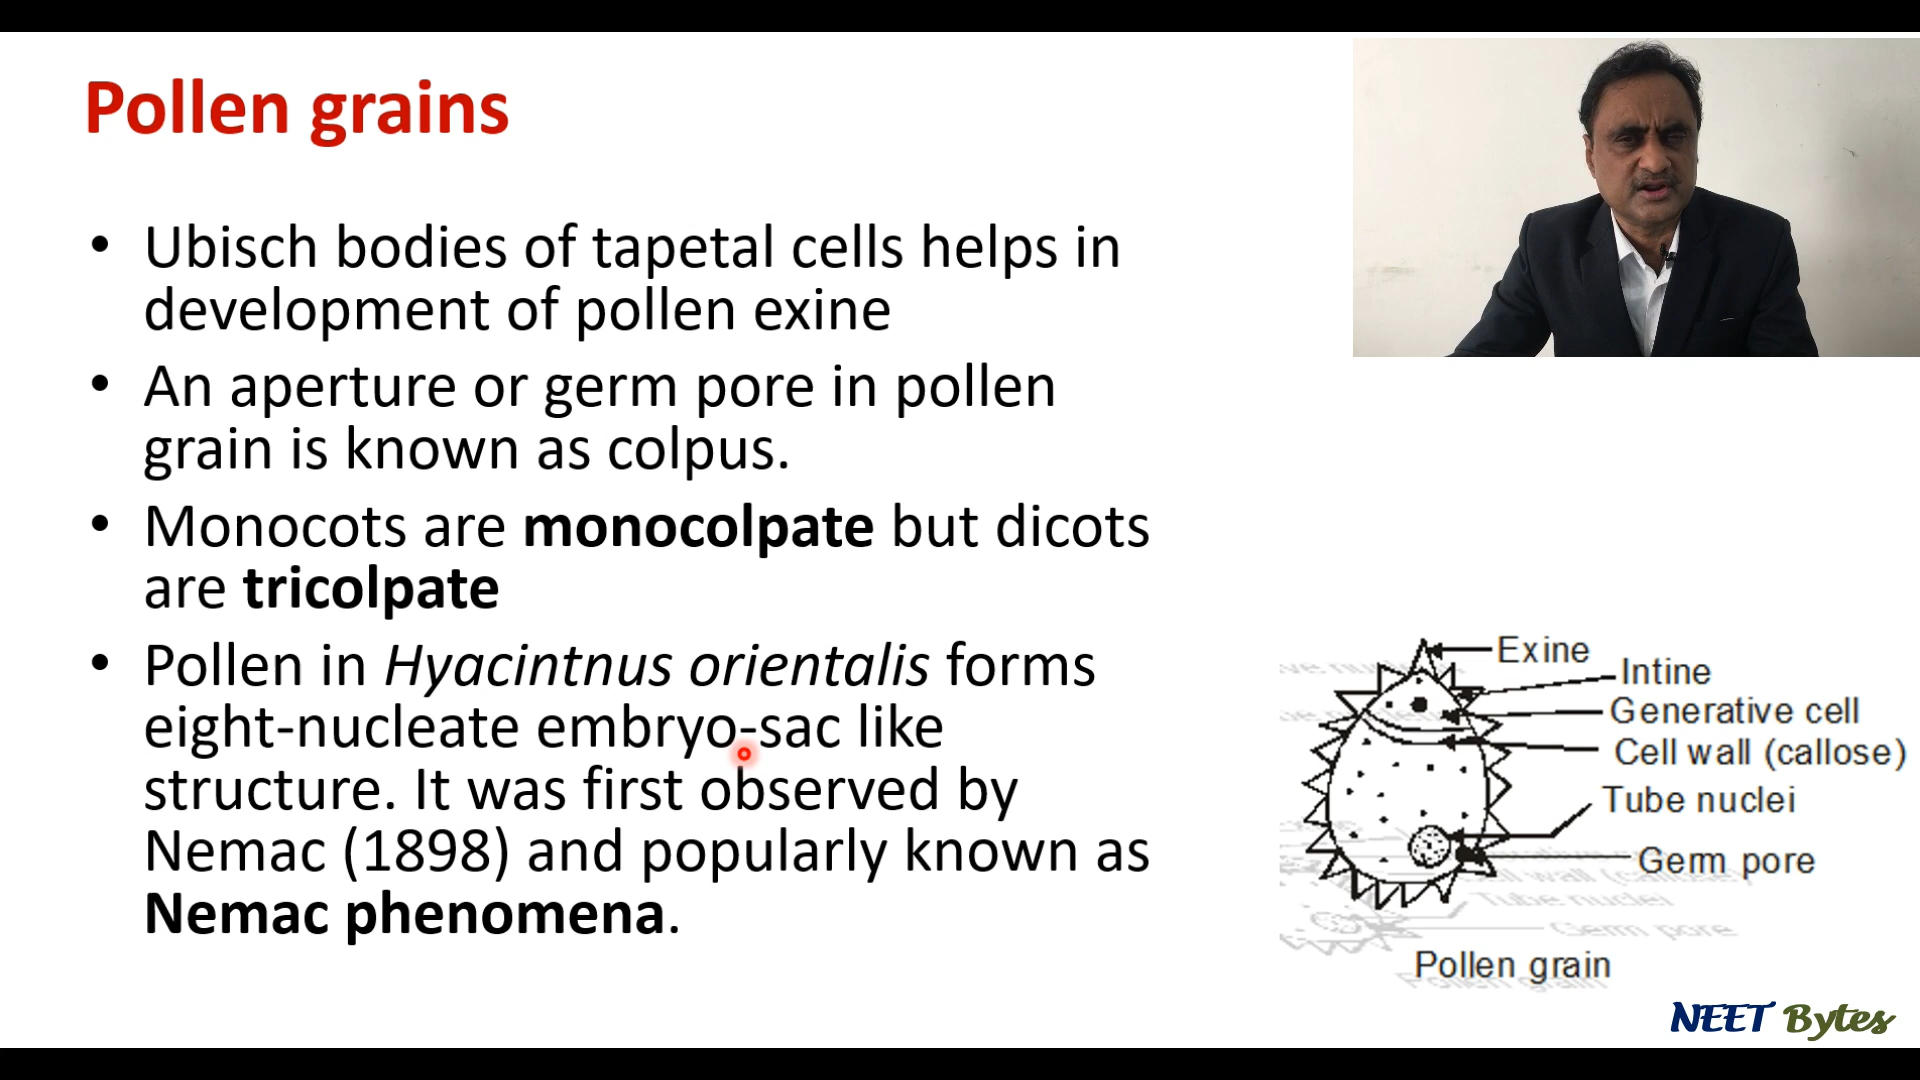 Pollen grains
• Ubisch bodies of tapetal cells helps in
development of pollen exine
• An aperture or germ pore in pollen
grain is known as colpus.
• Monocots are monocolpate but dicots
are tricolpate
• Pollen in Hyacintnus orientalis forms
eight-nucleate embryo-sac like
structure. It was first observed by
Nemac (1898) and popularly known as
Nemac phenomena.
Exine
Intine
Generative cell
Cell wall (callose)
Tube nuclei
Germ pore
Pollen grain
NEET Bytes